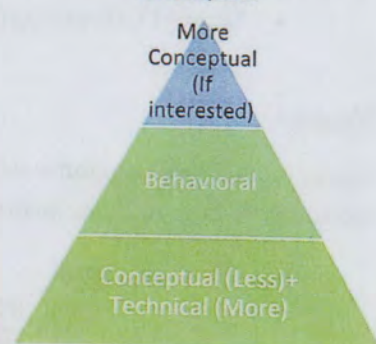 More
Conceptual
(If
interested)
Behavioral
Conceptual (Less)+
Technical (More)